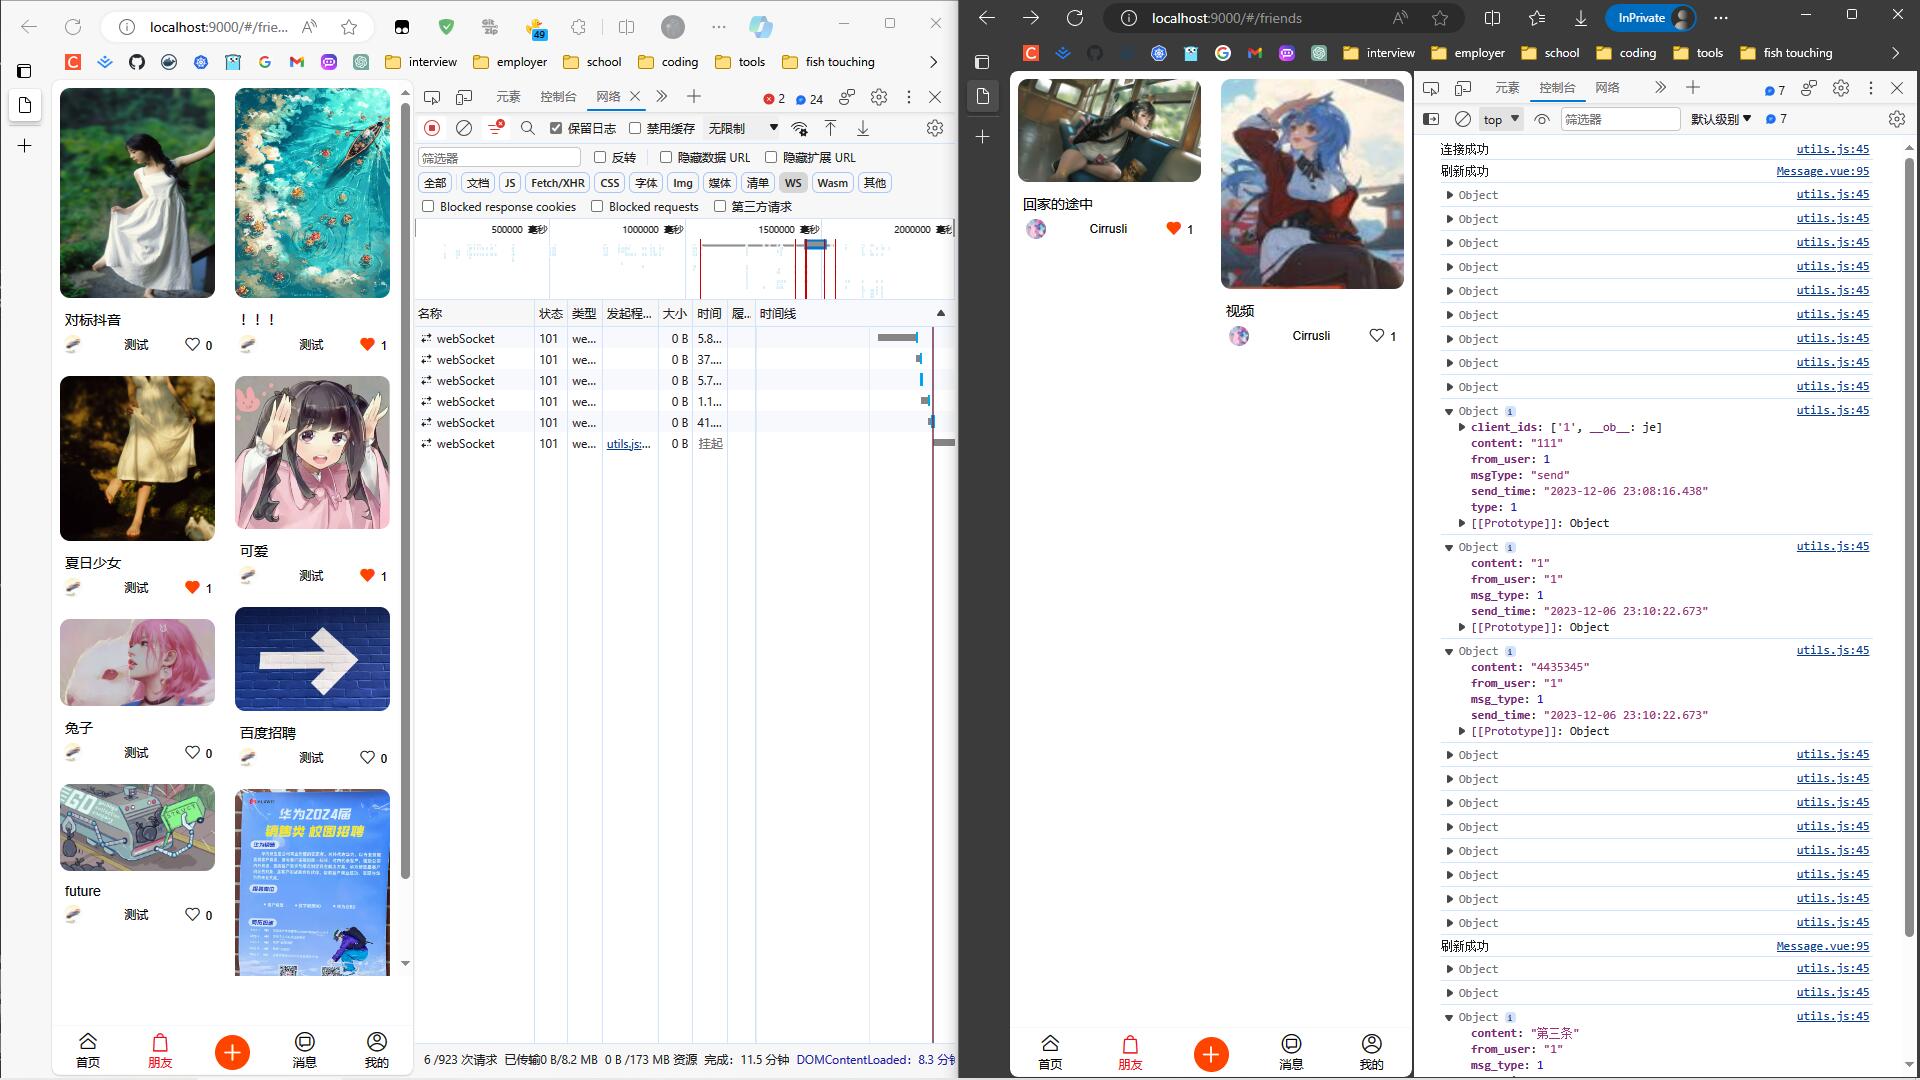 localhost:9000/#/frie...
49
interview
employer
school
coding
tools
fish touching
对标抖音
测试
0
！！！
测试
1
夏日少女
测试
1
可爱
测试
1
兔子
测试
0
百度招聘
测试
0
future
测试
0
华为2024届
销售类 校园招聘
首页
朋友
消息
我的
元素
控制台
网络
2
24
保留日志
禁用缓存
无限制
筛选器
反转
隐藏数据 URL
隐藏扩展 URL
全部
文档
JS
Fetch/XHR
CSS
字体
Img
媒体
清单
WS
Wasm
其他
Blocked response cookies
Blocked requests
第三方请求
500000 毫秒
1000000 毫秒
1500000 毫秒
2000000 毫秒
名称
状态
类型
发起程...
大小
时间
履...
时间线
webSocket 101 we... 0 B 5.8...
webSocket 101 we... 0 B 37....
webSocket 101 we... 0 B 5.7...
webSocket 101 we... 0 B 1.1...
webSocket 101 we... 0 B 41....
webSocket 101 we... utils.js:... 0 B 挂起
6 /923 次请求 已传输0 B/8.2 MB 0 B /173 MB 资源 完成：11.5 分钟 DOMContentLoaded：8.3 分钟
localhost:9000/#/friends
InPrivate
interview
employer
school
coding
tools
fish touching
回家的途中
Cirrusli
1
视频
Cirrusli
1
首页
朋友
消息
我的
元素
控制台
网络
7
top
筛选器
默认级别
7
连接成功 utils.js:45
刷新成功 Message.vue:95
Object utils.js:45
Object utils.js:45
Object utils.js:45
Object utils.js:45
Object utils.js:45
Object utils.js:45
Object utils.js:45
Object utils.js:45
Object utils.js:45
Object utils.js:45
client_ids: ['1', __ob__: je]
content: "111"
from_user: 1
msgType: "send"
send_time: "2023-12-06 23:08:16.438"
type: 1
[[Prototype]]: Object
Object utils.js:45
content: "1"
from_user: "1"
msg_type: 1
send_time: "2023-12-06 23:10:22.673"
[[Prototype]]: Object
Object utils.js:45
content: "4435345"
from_user: "1"
msg_type: 1
send_time: "2023-12-06 23:10:22.673"
[[Prototype]]: Object
Object utils.js:45
Object utils.js:45
Object utils.js:45
Object utils.js:45
Object utils.js:45
Object utils.js:45
Object utils.js:45
Object utils.js:45
刷新成功 Message.vue:95
Object utils.js:45
Object utils.js:45
Object utils.js:45
content: "第三条"
from_user: "1"
msg_type: 1